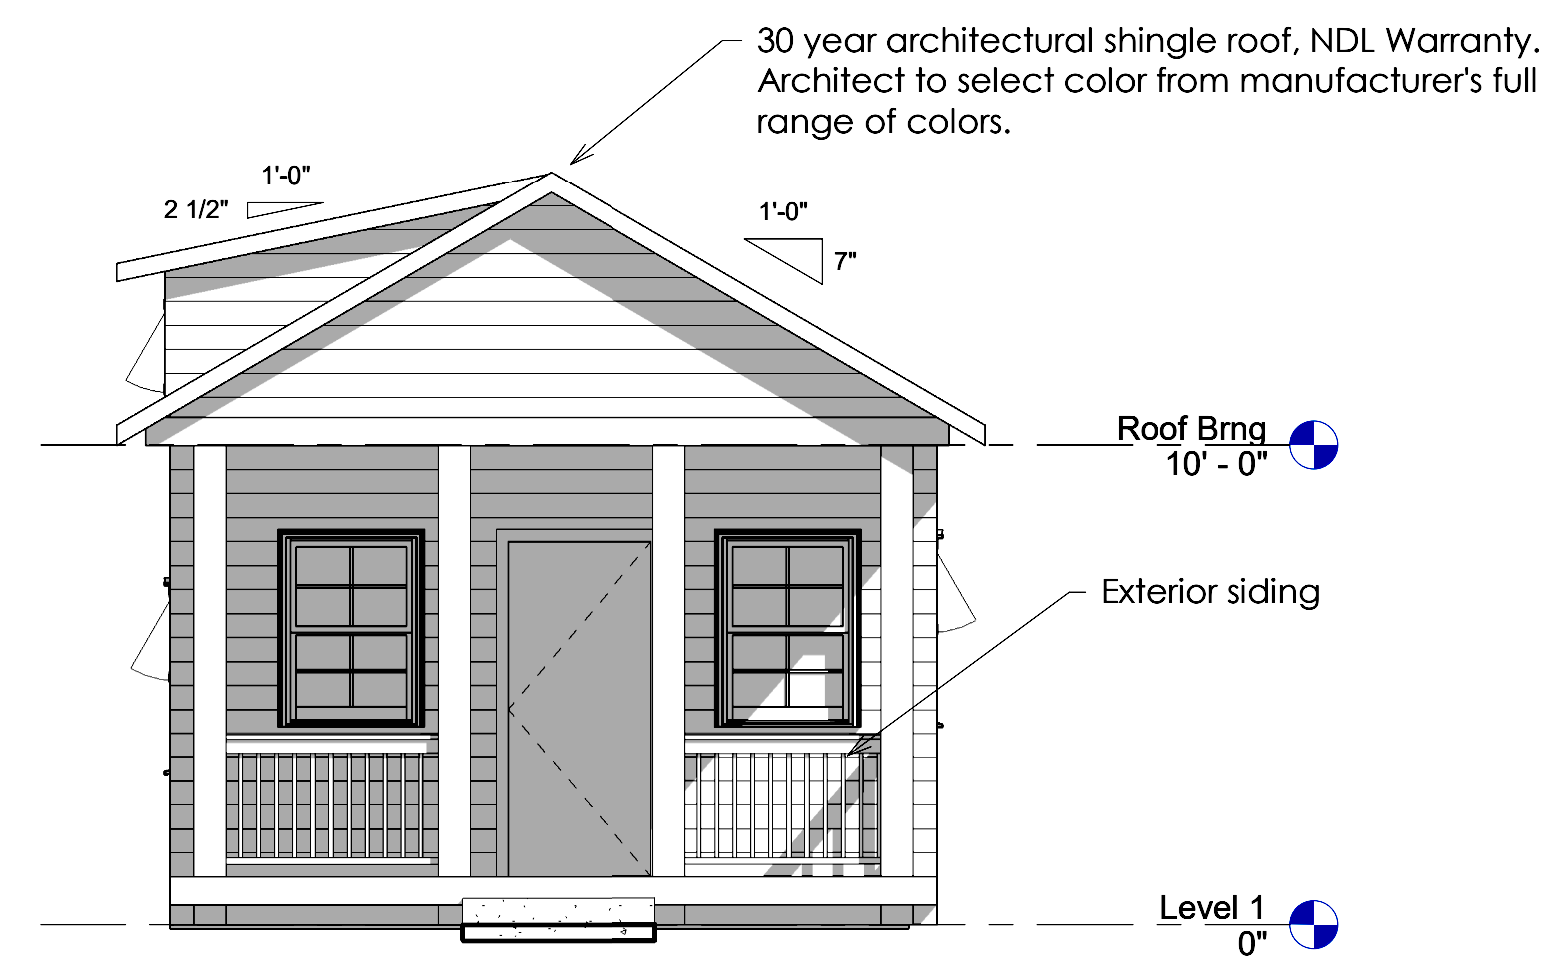 30 year architectural shingle roof, NDL Warranty.
Architect to select color from manufacturer's full
range of colors.
1'-0"
2 1/2"
1'-0"
7"
Roof Brng
10' - 0"
Exterior siding
Level 1
0"